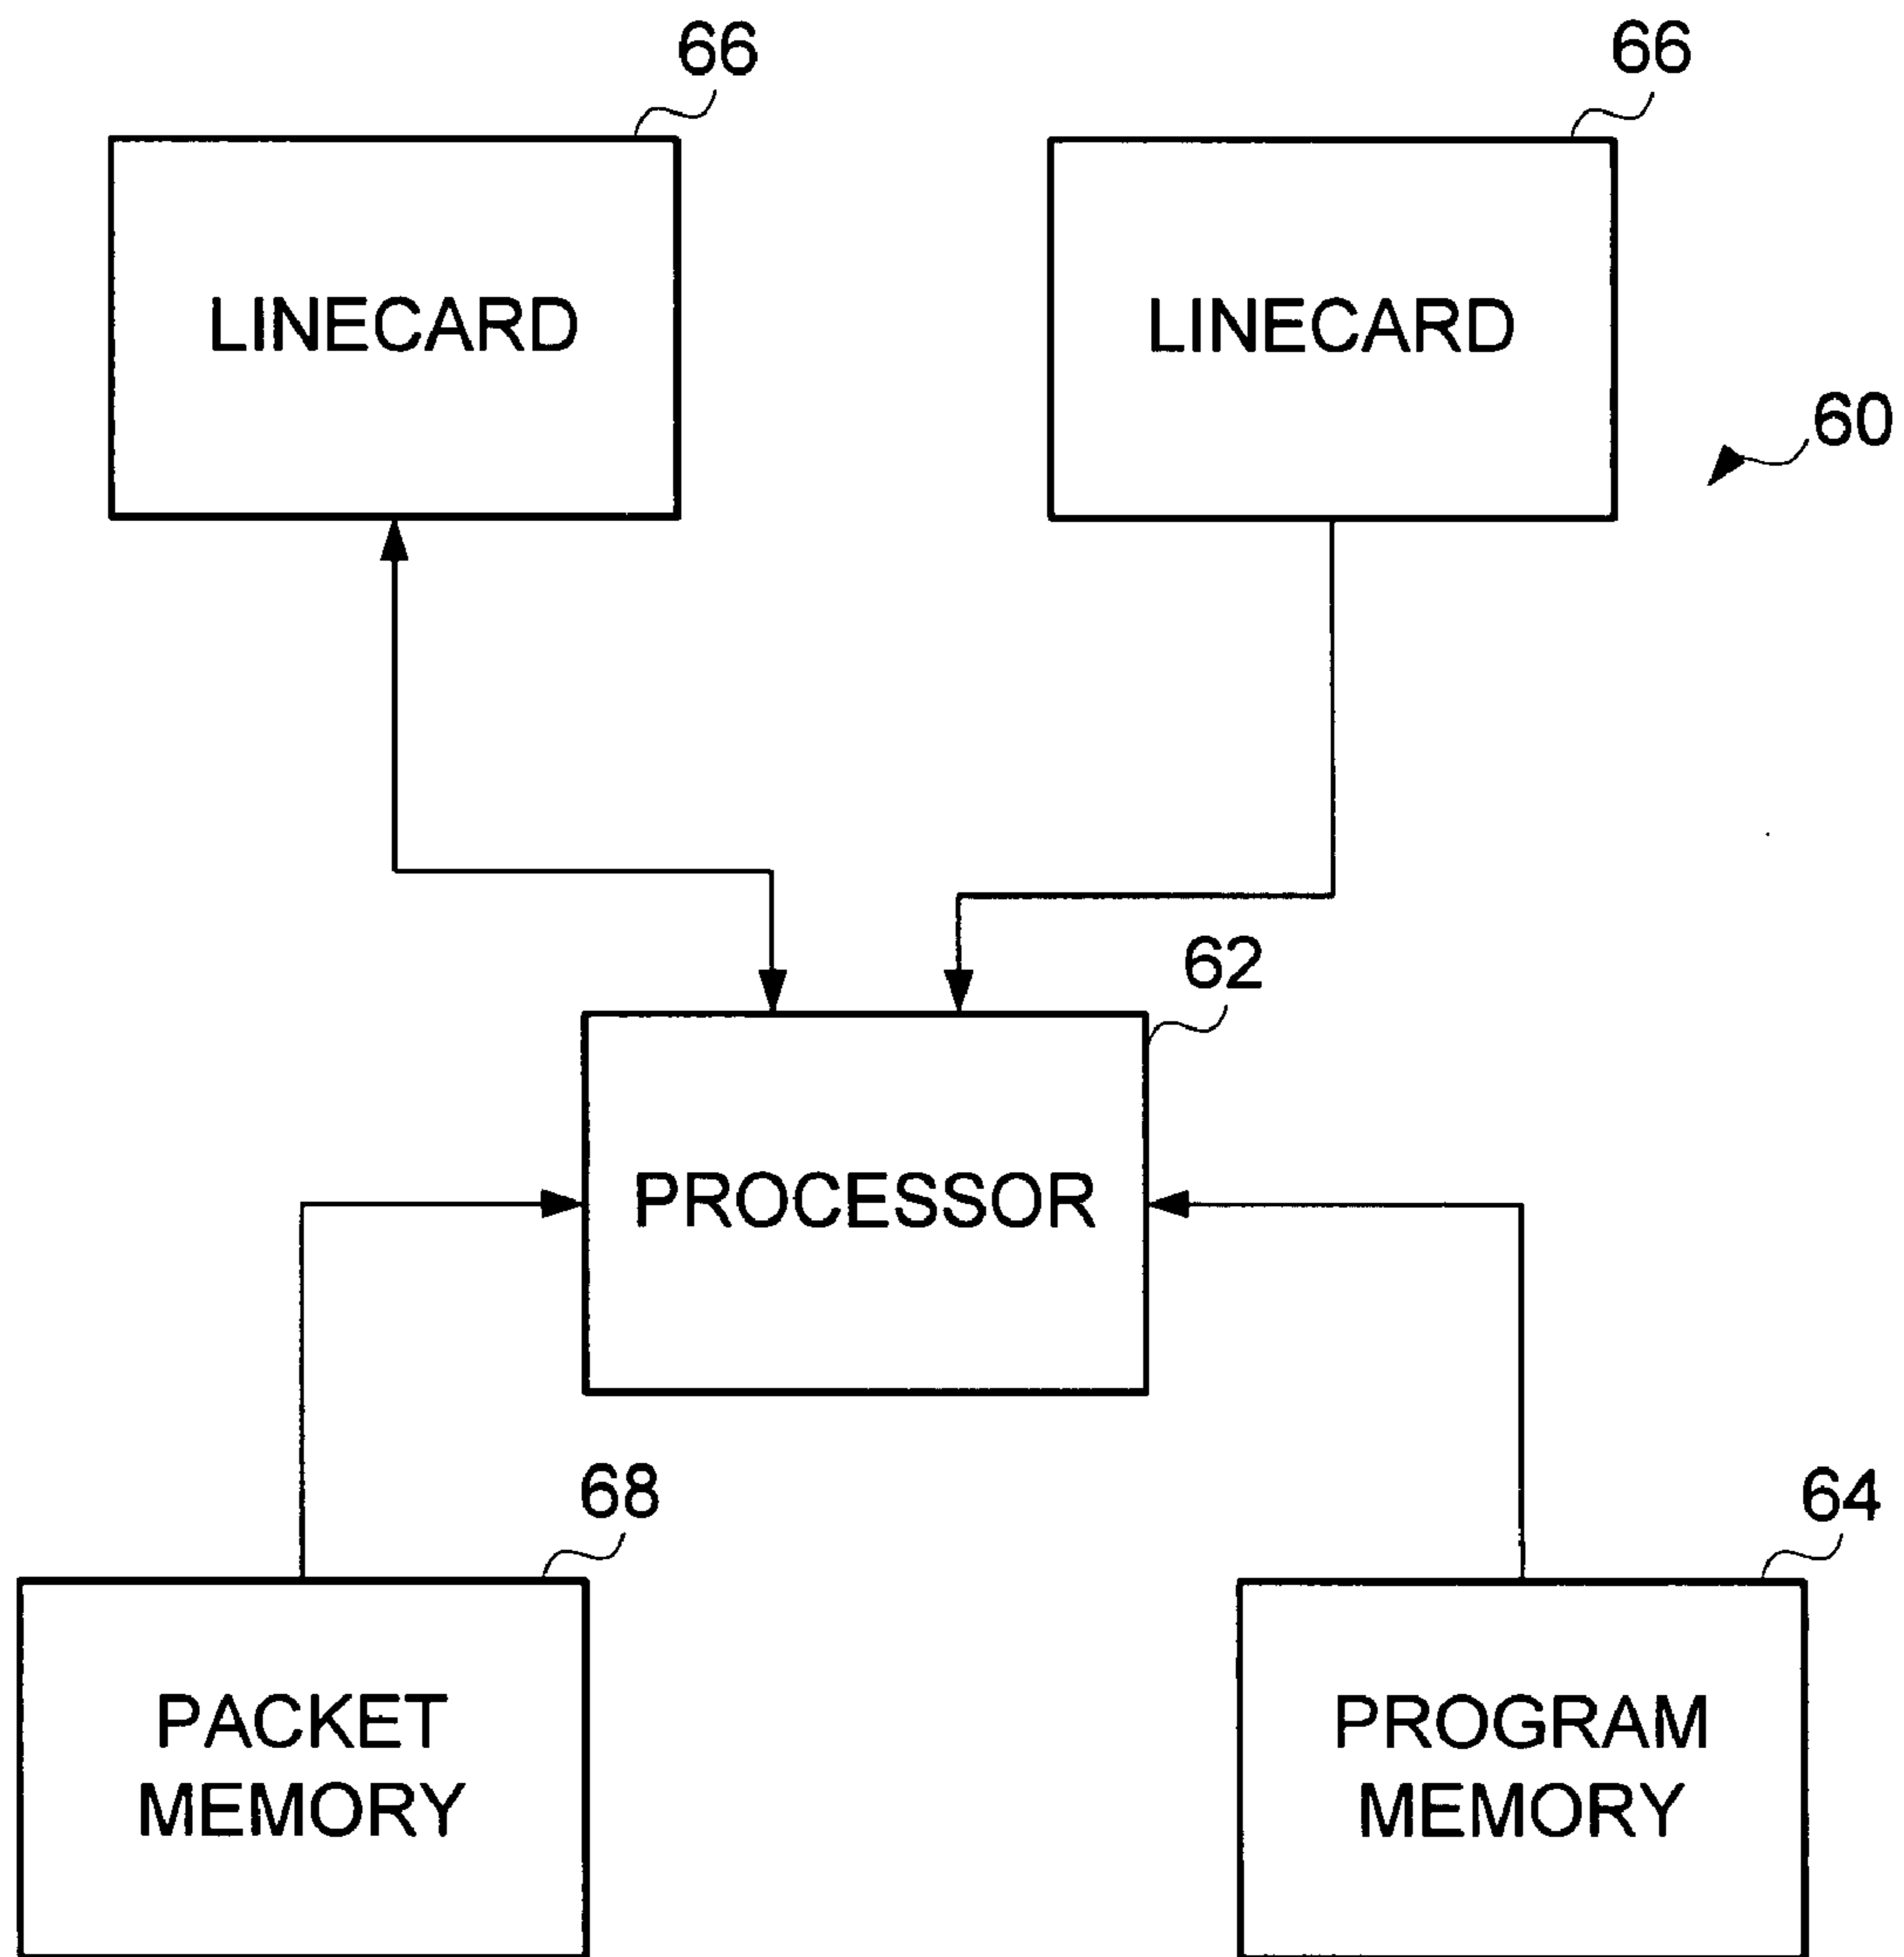 66
66
LINECARD
LINECARD
60
62
PROCESSOR
68
64
PACKET
MEMORY
PROGRAM
MEMORY